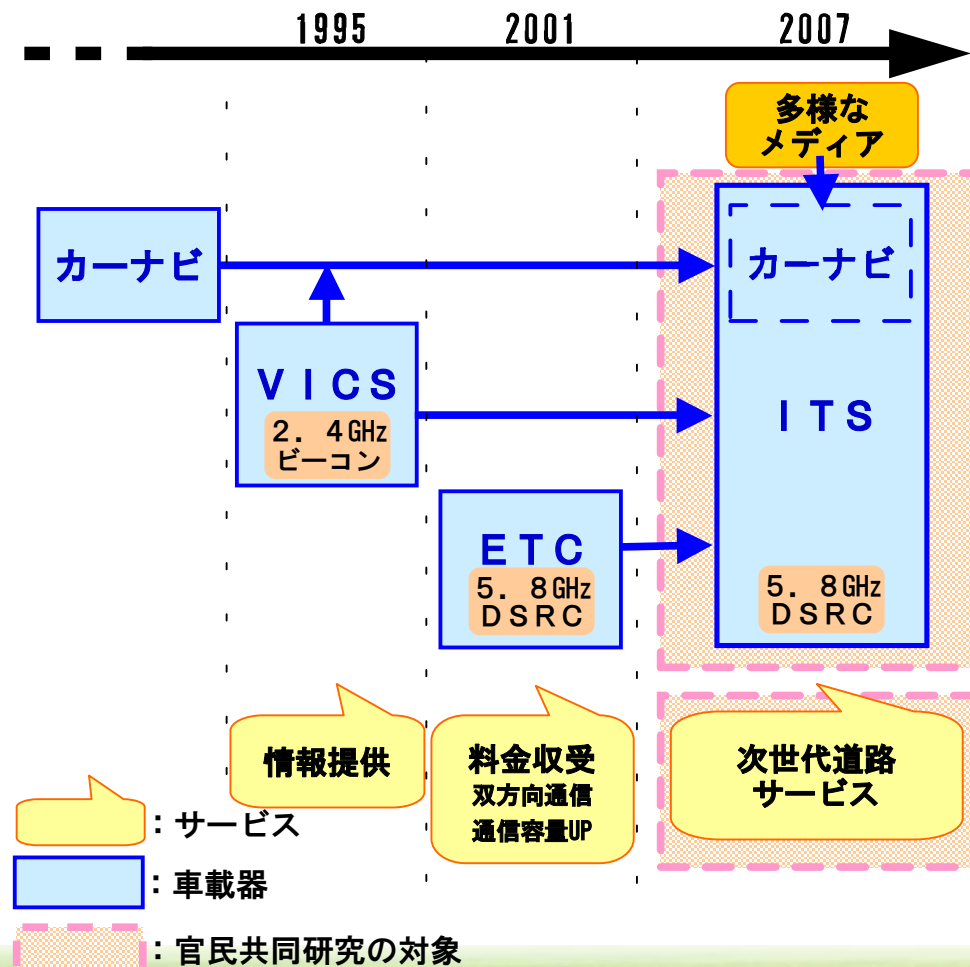 1995 2001 2007
多様な
メディア
カーナビ
カーナビ
VICS
2.4GHz
ビーコン
ITS
ETC
5.8GHz
DSRC
5.8GHz
DSRC
情報提供
料金収受
双方向通信
通信容量UP
次世代道路
サービス
：サービス
：車載器
：官民共同研究の対象